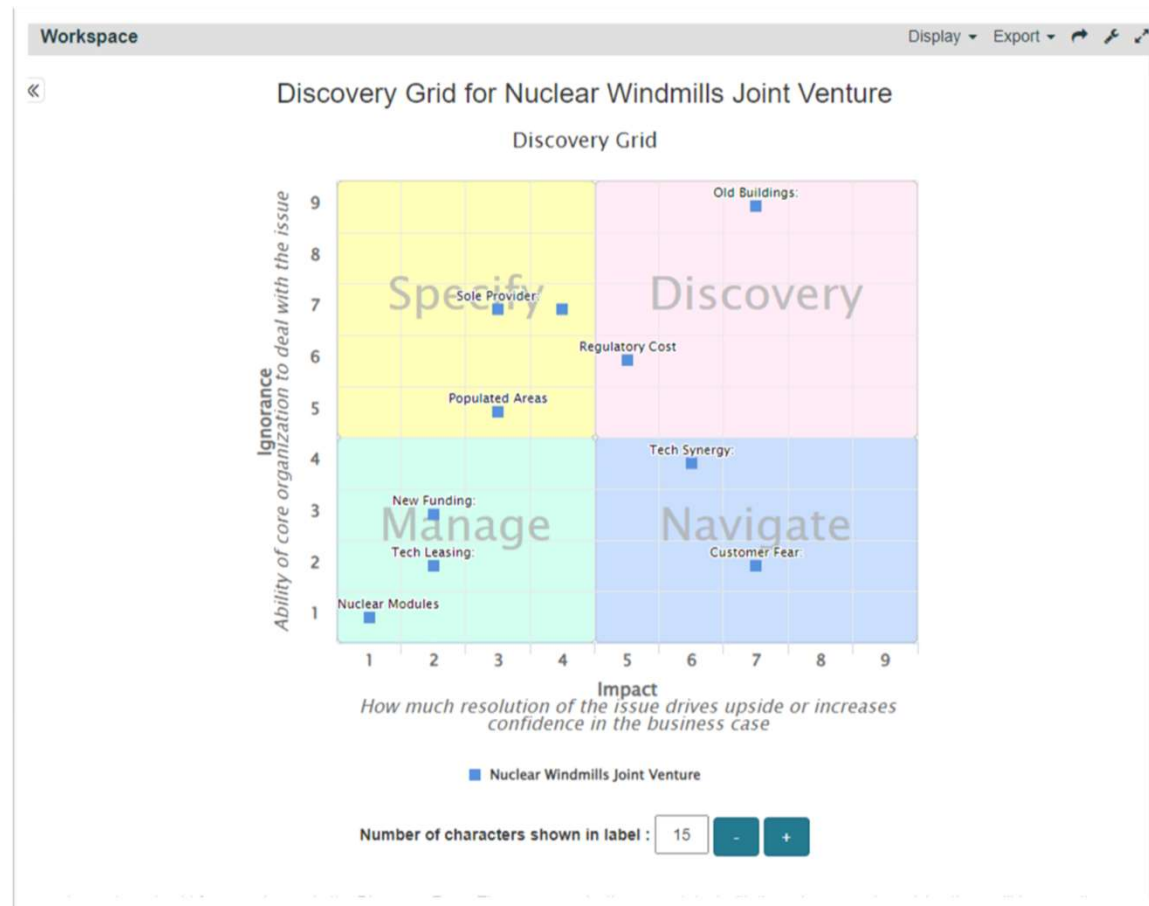 Workspace
Display
Export
Discovery Grid for Nuclear Windmills Joint Venture
Discovery Grid
Ignorance
Ability of core organization to deal with the issue
9
8
7
6
5
4
3
2
1
Specify
Discovery
Manage
Navigate
Old Buildings:
Sole Provider:
Regulatory Cost
Populated Areas
Tech Synergy:
New Funding:
Tech Leasing:
Customer Fear:
Nuclear Modules
1 2 3 4 5 6 7 8 9
Impact
How much resolution of the issue drives upside or increases
confidence in the business case
Nuclear Windmills Joint Venture
Number of characters shown in label : 15 - +